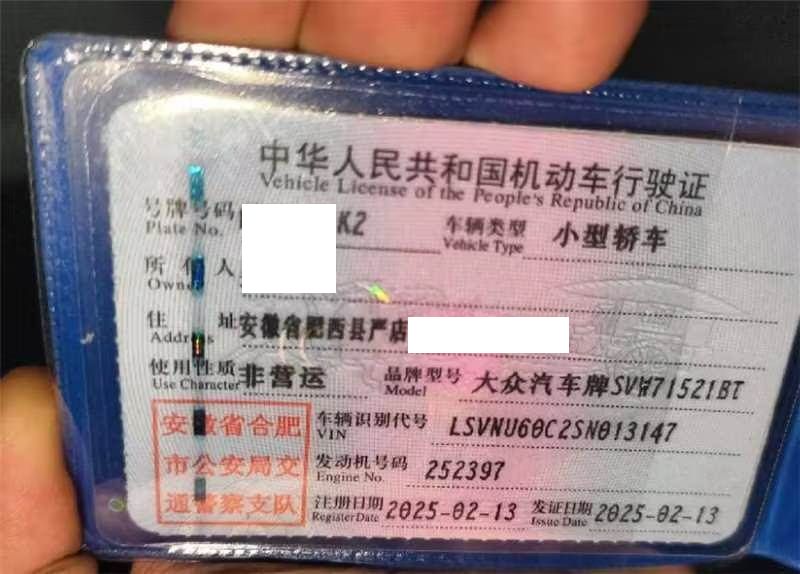 中华人民共和国机动车行驶证
Vehicle License of the People's Republic of China
号牌号码 K2 车辆类型 小型轿车
Plate No. Vehicle Type
所有人
Owner
住址 安徽省肥西县严店
Address
使用性质 非营运 品牌型号 大众汽车牌SVW71521BT
Use Character Model
安徽省合肥
市公安局交
通警察支队
车辆识别代号 LSVNU60C2SN013147
VIN
发动机号码 252397
Engine No.
注册日期 2025-02-13 发证日期 2025-02-13
Register Date Issue Date